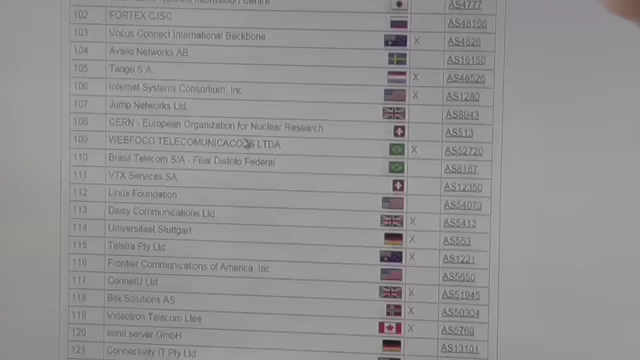 AS4777
102 FORTEX CJSC AS48166
103 Vocus Connect International Backbone X AS4826
104 Availo Networks AB AS16150
105 Tango S.A. X AS48526
106 Internet Systems Consortium, Inc X AS1280
107 Jump Networks Ltd. AS8943
108 CERN - European Organization for Nuclear Research AS513
109 WEBFOCO TELECOMUNICACOES LTDA X AS52720
110 Brasil Telecom S/A - Filial Distrito Federal AS8167
111 VTX Services SA AS12350
112 Linux Foundation AS54073
113 Daisy Communications Ltd X AS5413
114 Universitaet Stuttgart X AS553
115 Telstra Pty Ltd X AS1221
116 Frontier Communications of America, Inc. AS5650
117 ConnetU Ltd X AS51945
118 Blix Solutions AS X AS50304
119 Videotron Telecom Ltee X AS5769
120 server GmbH AS13101
121 Connectivity IT Pty Ltd